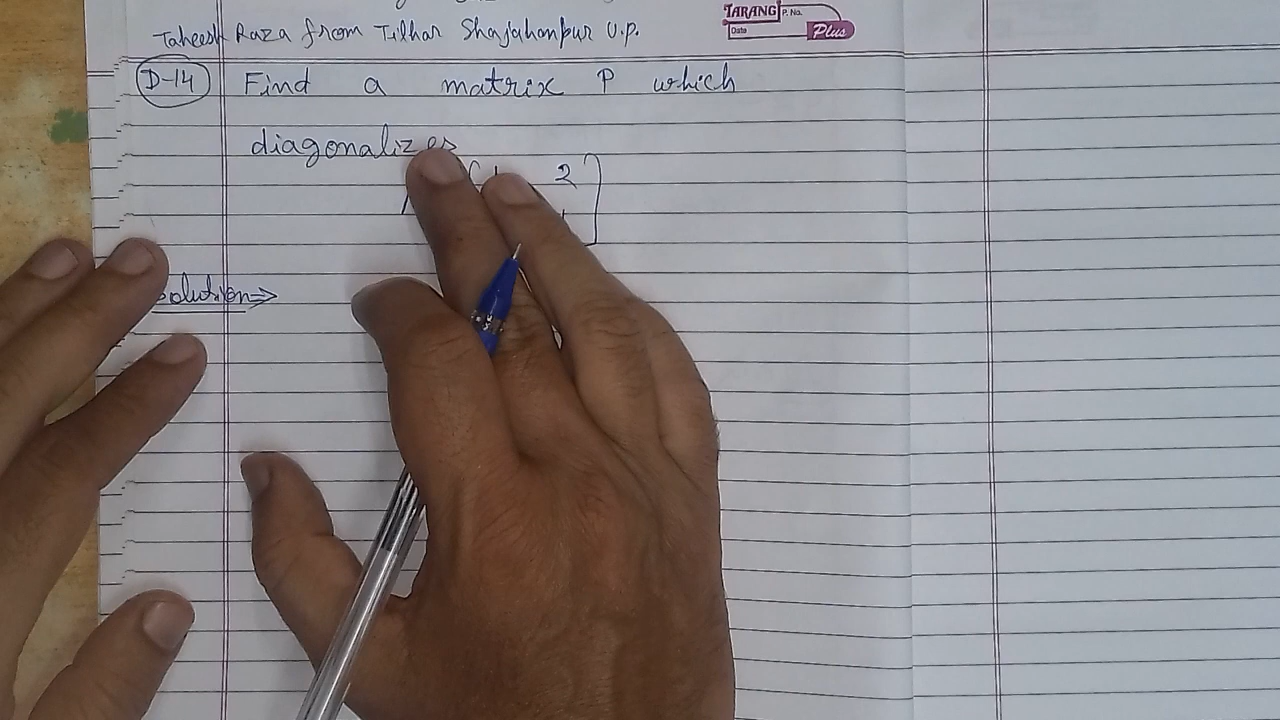 Taheesh Raza from Tilhar Shajahanpur U.P.
TARANG P. No.
Date Plus
D-14 Find a matrix P which
diagonalizes
2
Solution⇒